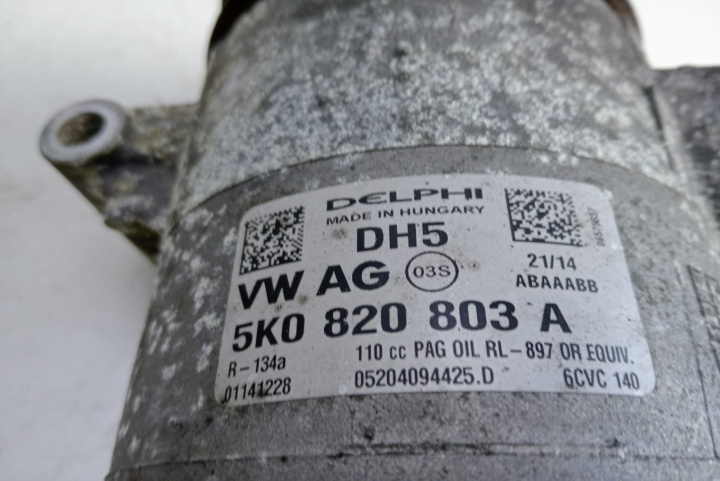 DELPHI
MADE IN HUNGARY
DH5
VW AG 03S
21/14
ABAAABB
5K0 820 803 A
R-134a
110 cc PAG OIL RL-897 OR EQUIV.
01141228 05204094425.D 6CVC 140